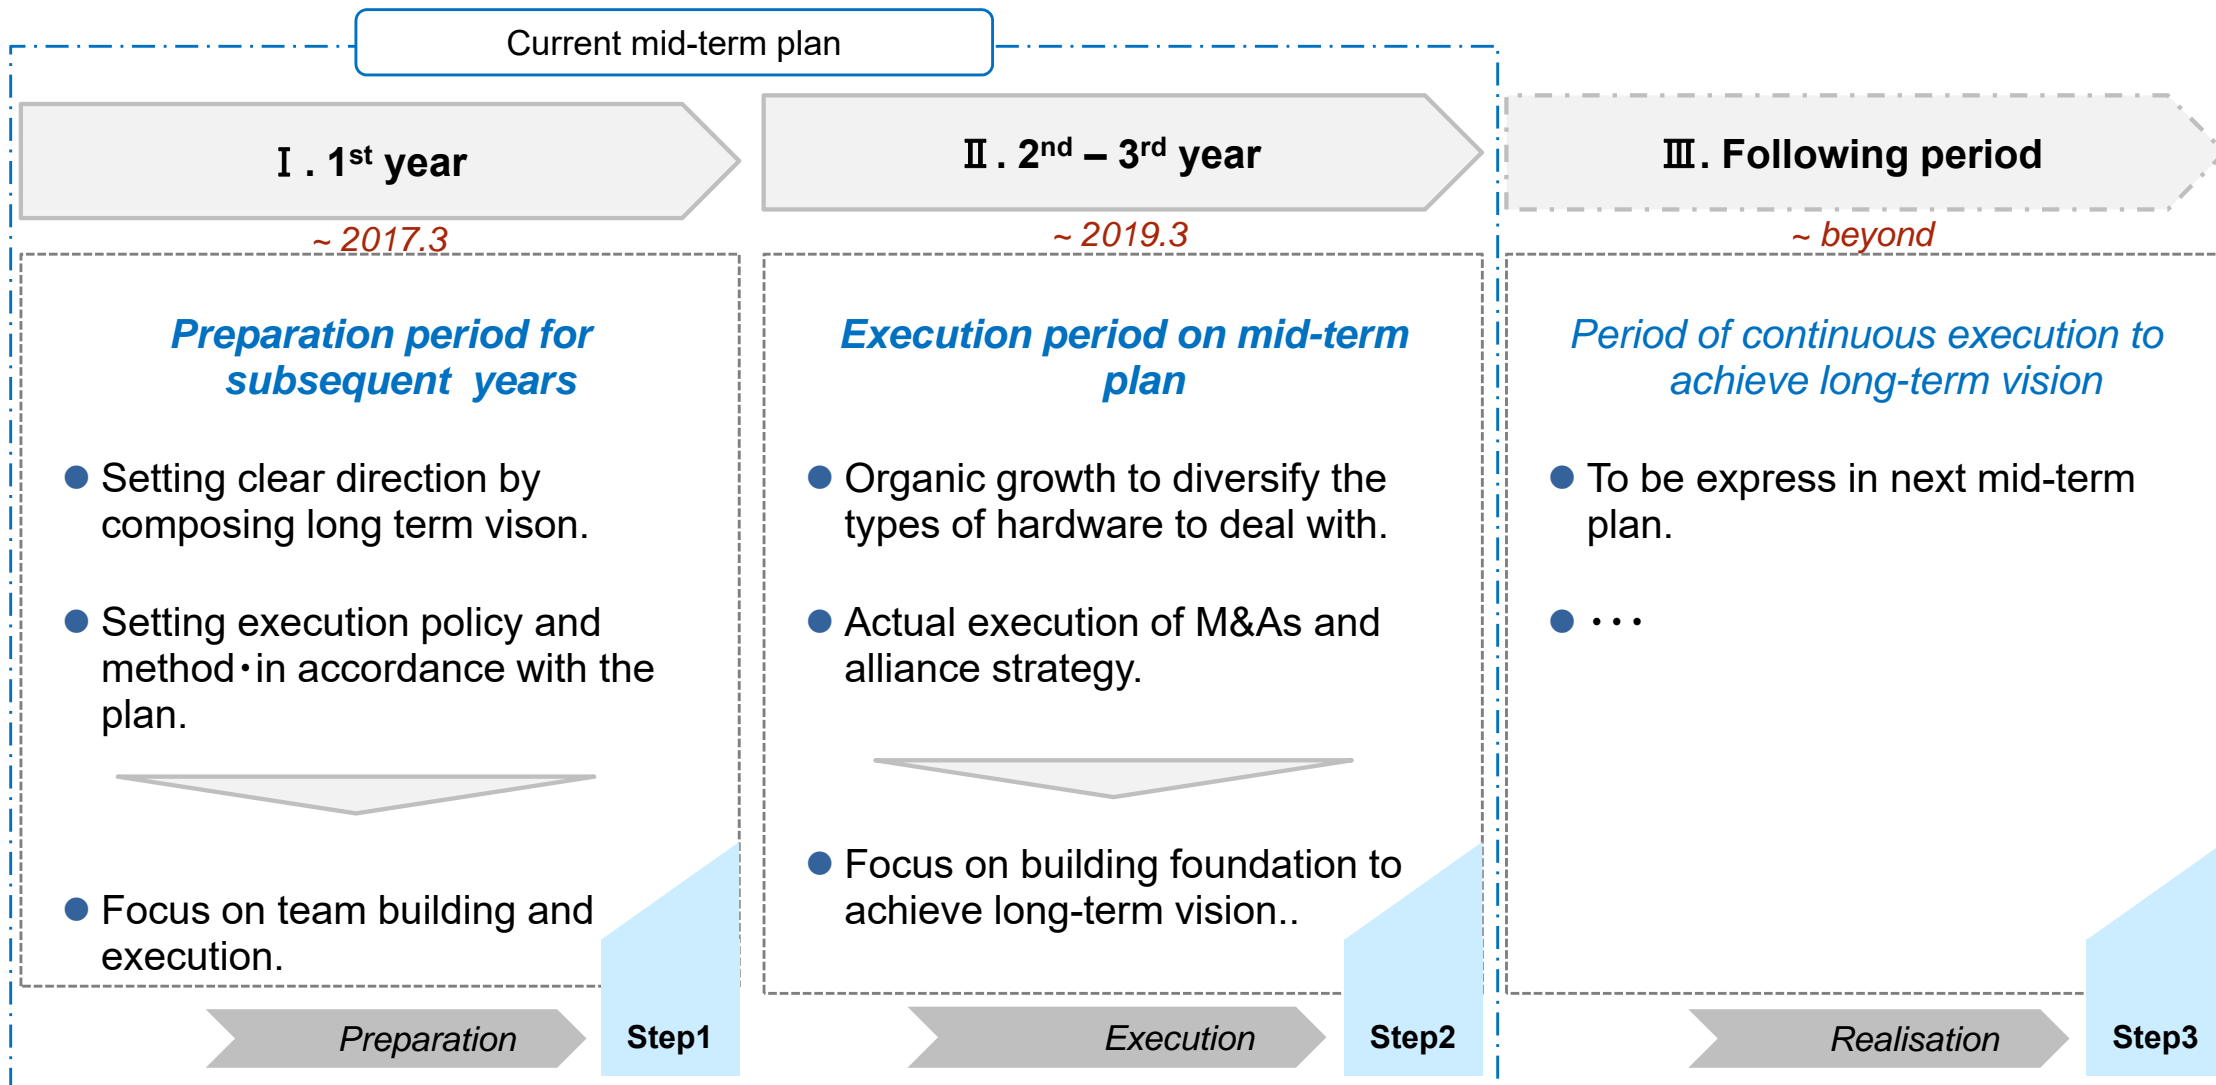 Current mid-term plan
Ⅰ. 1st year
~ 2017.3
Preparation period for
subsequent  years
● Setting clear direction by
composing long term vison.
● Setting execution policy and
method・in accordance with the
plan.
● Focus on team building and
execution.
Preparation
Step1
Ⅱ. 2nd – 3rd year
~ 2019.3
Execution period on mid-term
plan
● Organic growth to diversify the
types of hardware to deal with.
● Actual execution of M&As and
alliance strategy.
● Focus on building foundation to
achieve long-term vision..
Execution
Step2
Ⅲ. Following period
~ beyond
Period of continuous execution to
achieve long-term vision
● To be express in next mid-term
plan.
● ・・・
Realisation
Step3